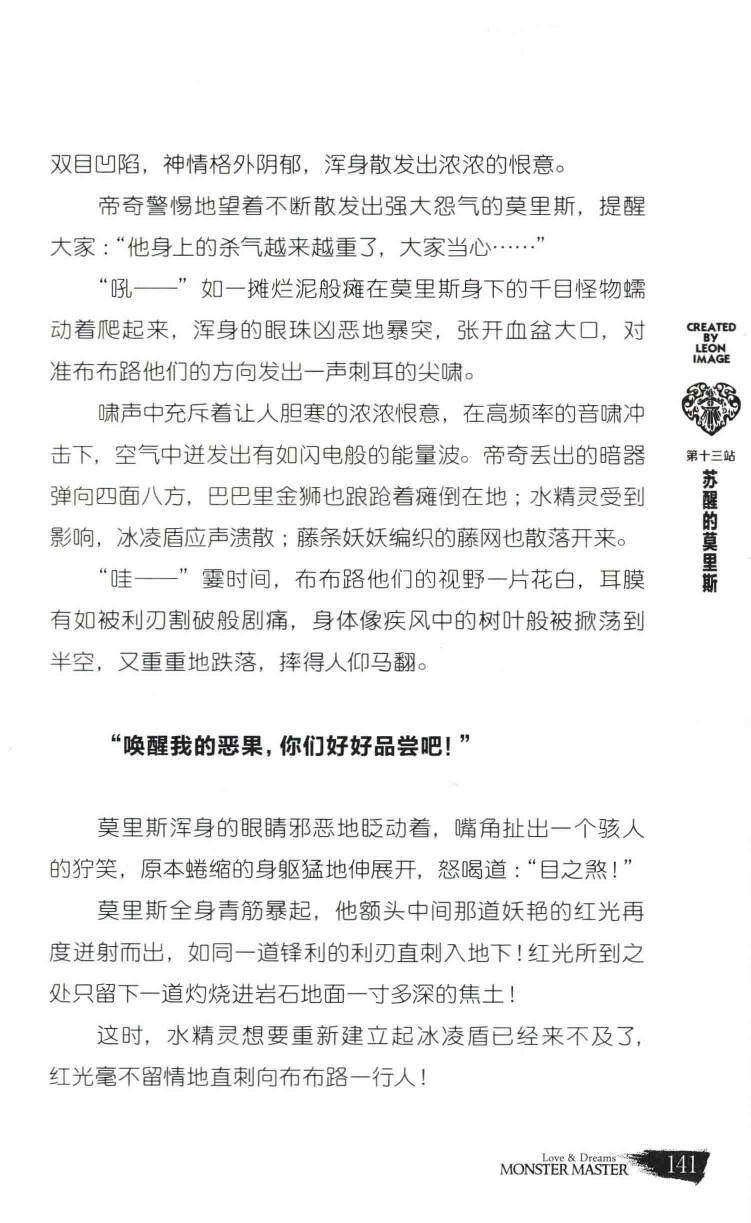 双目凹陷，神情格外阴郁，浑身散发出浓浓的恨意。
帝奇警惕地望着不断散发出强大怨气的莫里斯，提醒
大家：“他身上的杀气越来越重了，大家当心……”
“吼——”如一摊烂泥般瘫在莫里斯身下的千目怪物蠕
动着爬起来，浑身的眼珠凶恶地暴突，张开血盆大口，对
准布布路他们的方向发出一声刺耳的尖啸。
啸声中充斥着让人胆寒的浓浓恨意，在高频率的音啸冲
击下，空气中迸发出有如闪电般的能量波。帝奇丢出的暗器
弹向四面八方，巴巴里金狮也踉跄着瘫倒在地；水精灵受到
影响，冰凌盾应声溃散；藤条妖妖编织的藤网也散落开来。
“哇——”霎时间，布布路他们的视野一片花白，耳膜
有如被利刃割破般剧痛，身体像疾风中的树叶般被掀荡到
半空，又重重地跌落，摔得人仰马翻。
“唤醒我的恶果，你们好好品尝吧！”
莫里斯浑身的眼睛邪恶地眨动着，嘴角扯出一个骇人
的狞笑，原本蜷缩的身躯猛地伸展开，怒喝道：“目之煞！”
莫里斯全身青筋暴起，他额头中间那道妖艳的红光再
度迸射而出，如同一道锋利的利刃直刺入地下！红光所到之
处只留下一道灼烧进岩石地面一寸多深的焦土！
这时，水精灵想要重新建立起冰凌盾已经来不及了，
红光毫不留情地直刺向布布路一行人！
CREATED
BY
LEON
IMAGE
第十三站
苏醒的莫里斯
Love & Dreams
MONSTER MASTER 141